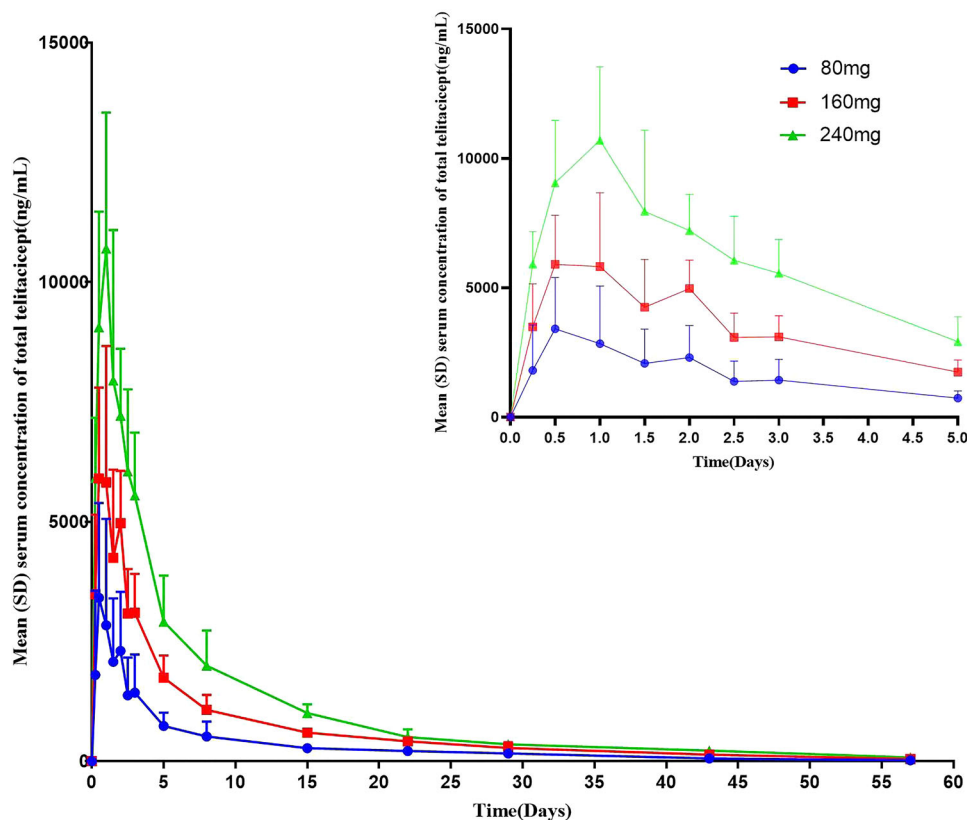 15000
10000
5000
0
Mean (SD) serum concentration of total telitacicept(ng/mL)
0 5 10 15 20 25 30 35 40 45 50 55 60
Time(Days)
15000
10000
5000
0
Mean (SD) serum concentration of total telitacicept(ng/mL)
0.0 0.5 1.0 1.5 2.0 2.5 3.0 3.5 4.0 4.5 5.0
Time(Days)
80mg
160mg
240mg